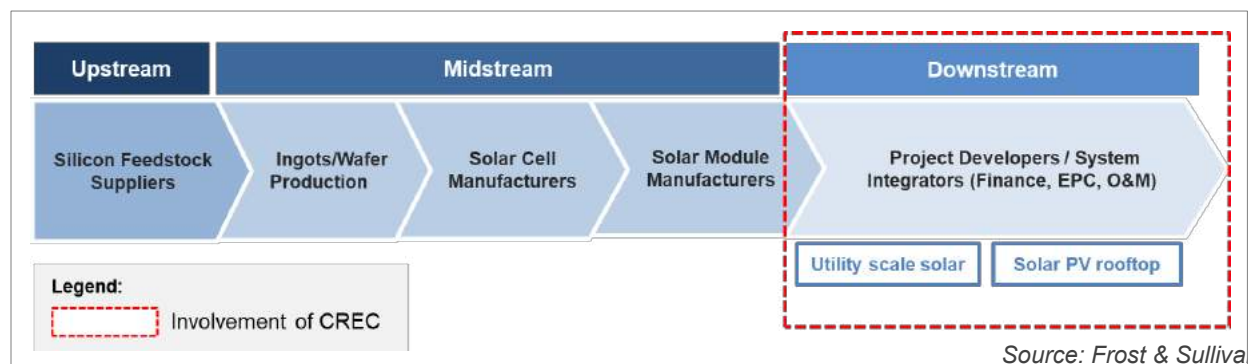 Upstream
Midstream
Downstream
Silicon Feedstock
Suppliers
Ingots/Wafer
Production
Solar Cell
Manufacturers
Solar Module
Manufacturers
Project Developers / System
Integrators (Finance, EPC, O&M)
Utility scale solar
Solar PV rooftop
Legend:
Involvement of CREC
Source: Frost & Sulliva